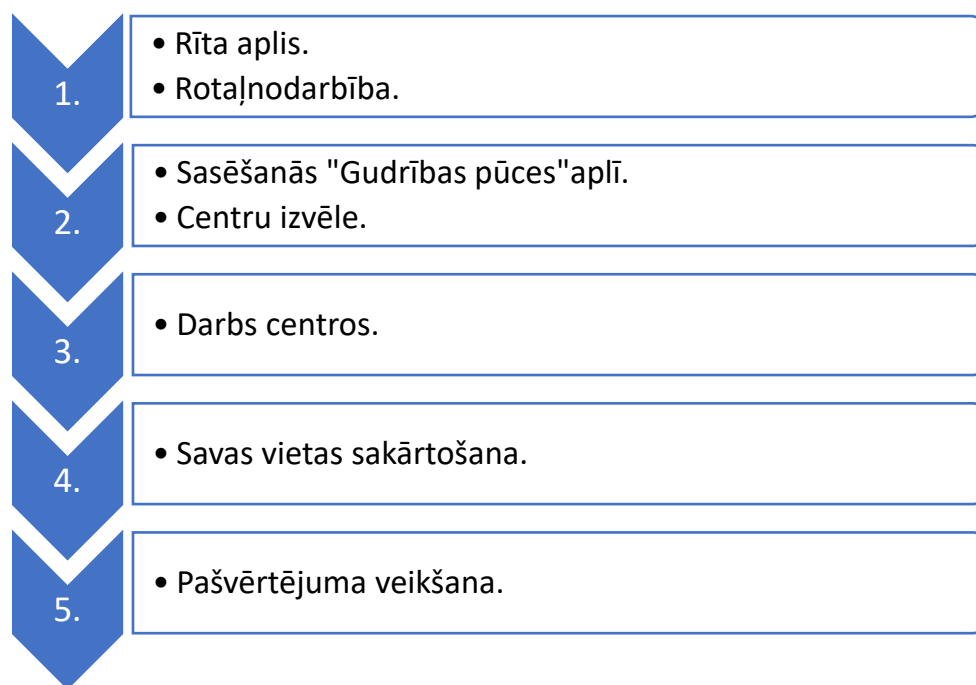 1.
• Rīta aplis.
• Rotaļnodarbība.
2.
• Sasēšanās "Gudrības pūces"aplī.
• Centru izvēle.
3.
• Darbs centros.
4.
• Savas vietas sakārtošana.
5.
• Pašvērtējuma veikšana.